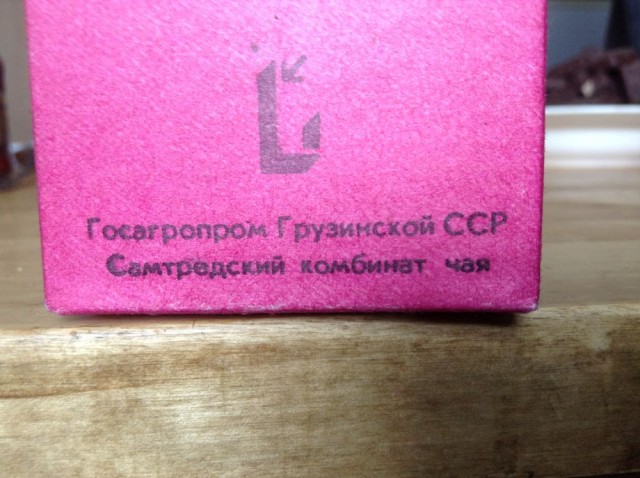 Госагропром Грузинской ССР
Самтредский комбинат чая